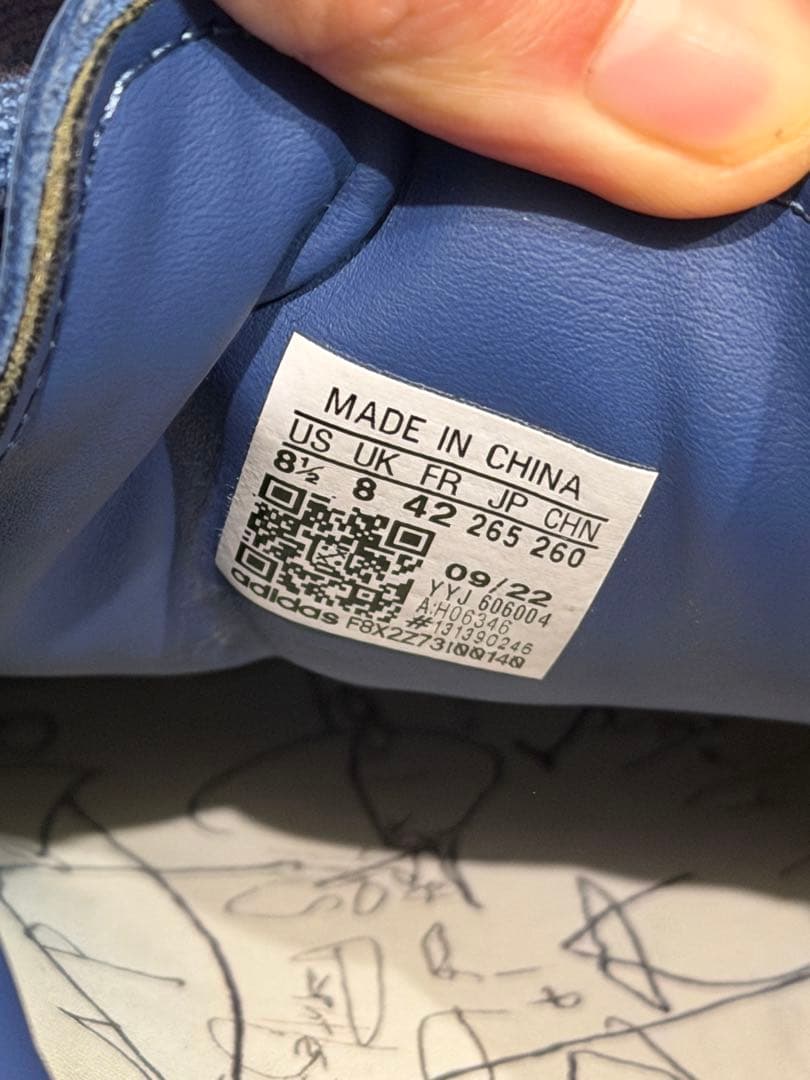 MADE IN CHINA
US UK FR JP CHN
8½ 8 42 265 260
09/22
YYJ 606004
A:H06346
#131390246
adidas F8X2Z73I00140